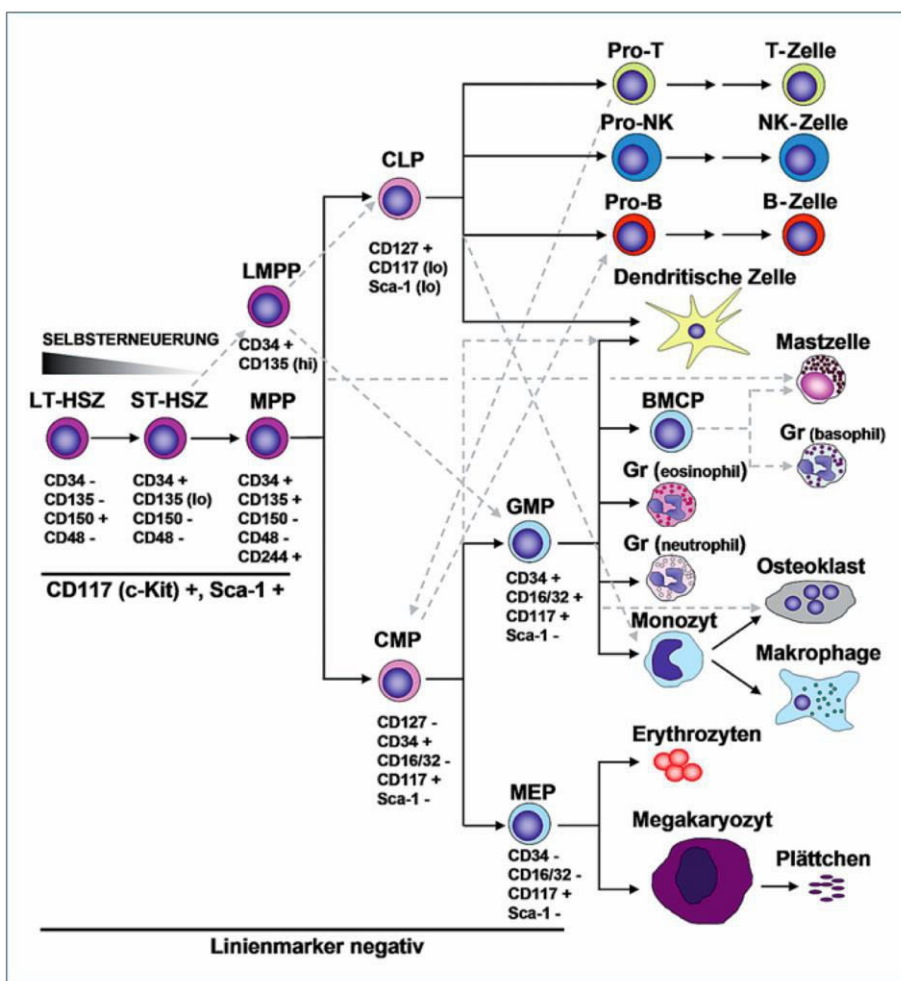 Pro-T
T-Zelle
Pro-NK
NK-Zelle
CLP
Pro-B
B-Zelle
CD127 +
CD117 (lo)
Sca-1 (lo)
LMPP
CD34 +
CD135 (hi)
Dendritische Zelle
SELBSTERNEUERUNG
Mastzelle
LT-HSZ
ST-HSZ
MPP
BMCP
CD34 -
CD135 -
CD150 +
CD48 -
CD34 +
CD135 (lo)
CD150 -
CD48 -
CD34 +
CD135 +
CD150 -
CD48 -
CD244 +
Gr (basophil)
Gr (eosinophil)
GMP
CD34 +
CD16/32 +
CD117 +
Sca-1 -
Gr (neutrophil)
CD117 (c-Kit) +, Sca-1 +
Osteoklast
Monozyt
CMP
CD127 -
CD34 +
CD16/32 -
CD117 +
Sca-1 -
Makrophage
Erythrozyten
MEP
CD34 -
CD16/32 -
CD117 +
Sca-1 -
Megakaryozyt
Plättchen
Linienmarker negativ